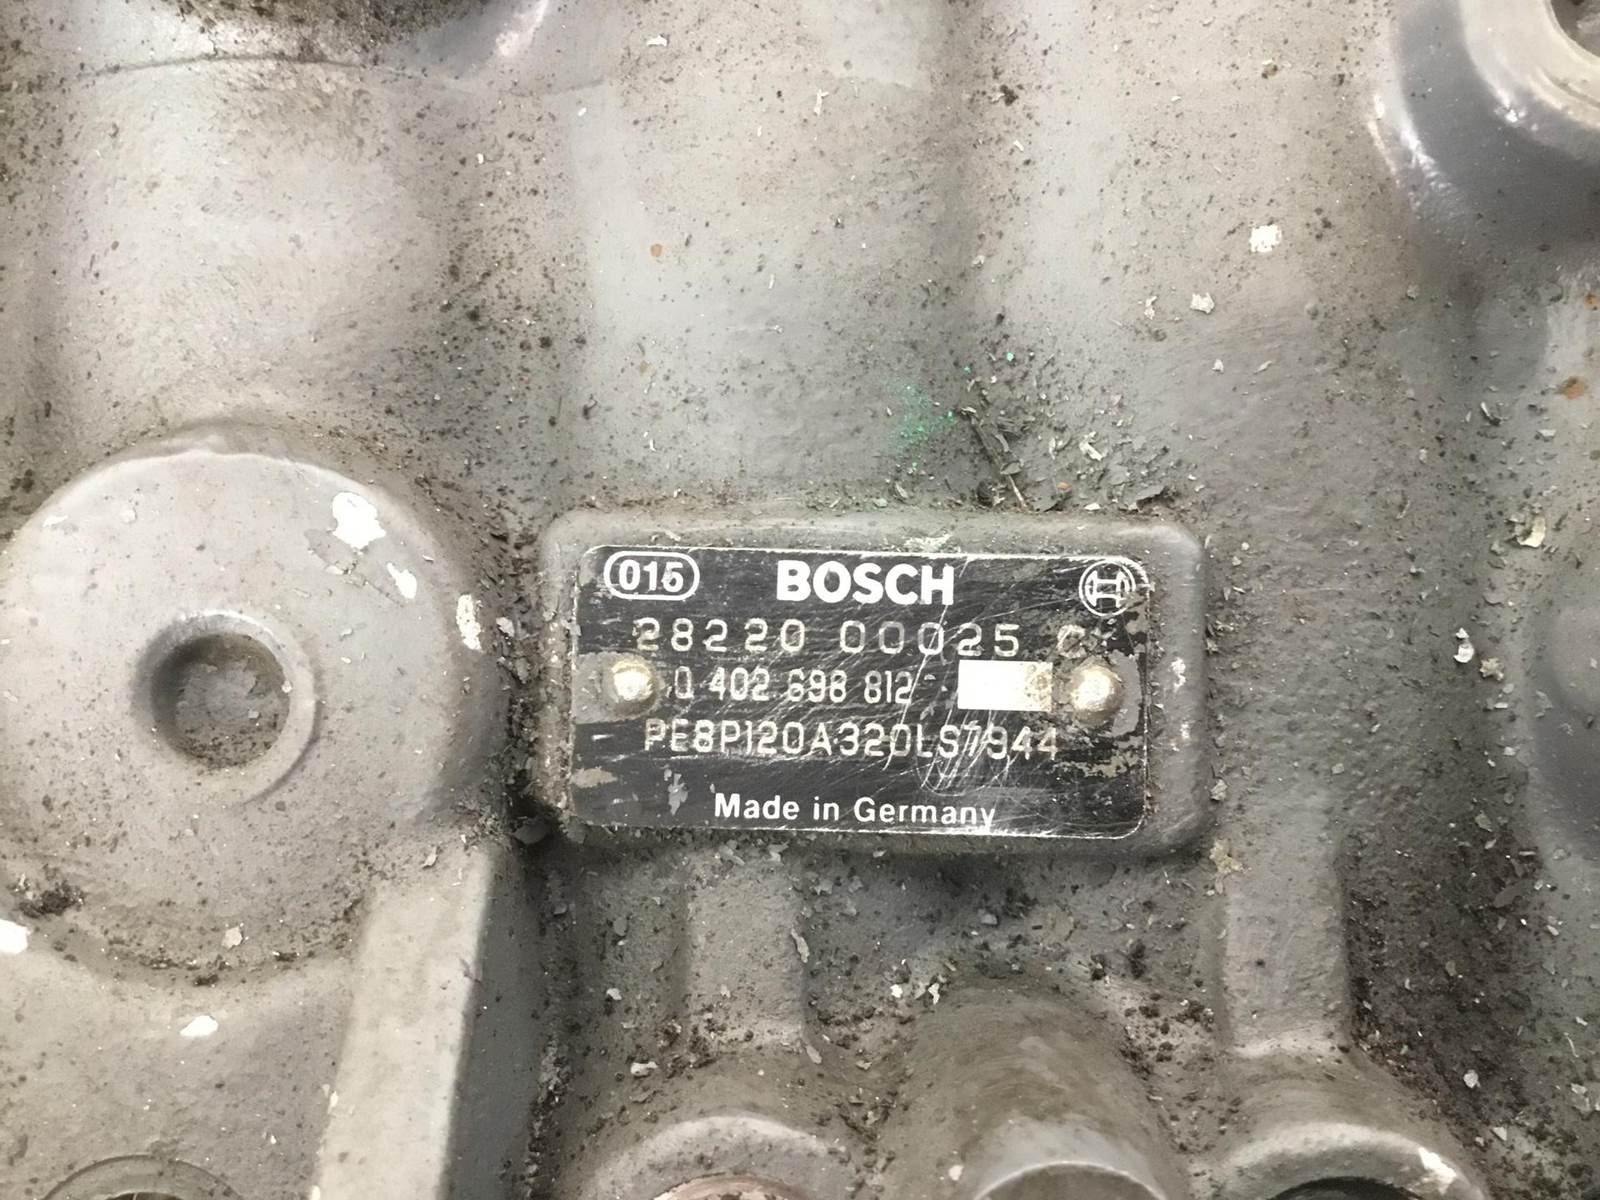 015 BOSCH
28220 00025 C
0 402 698 812
PE8P120A320LS7944
Made in Germany